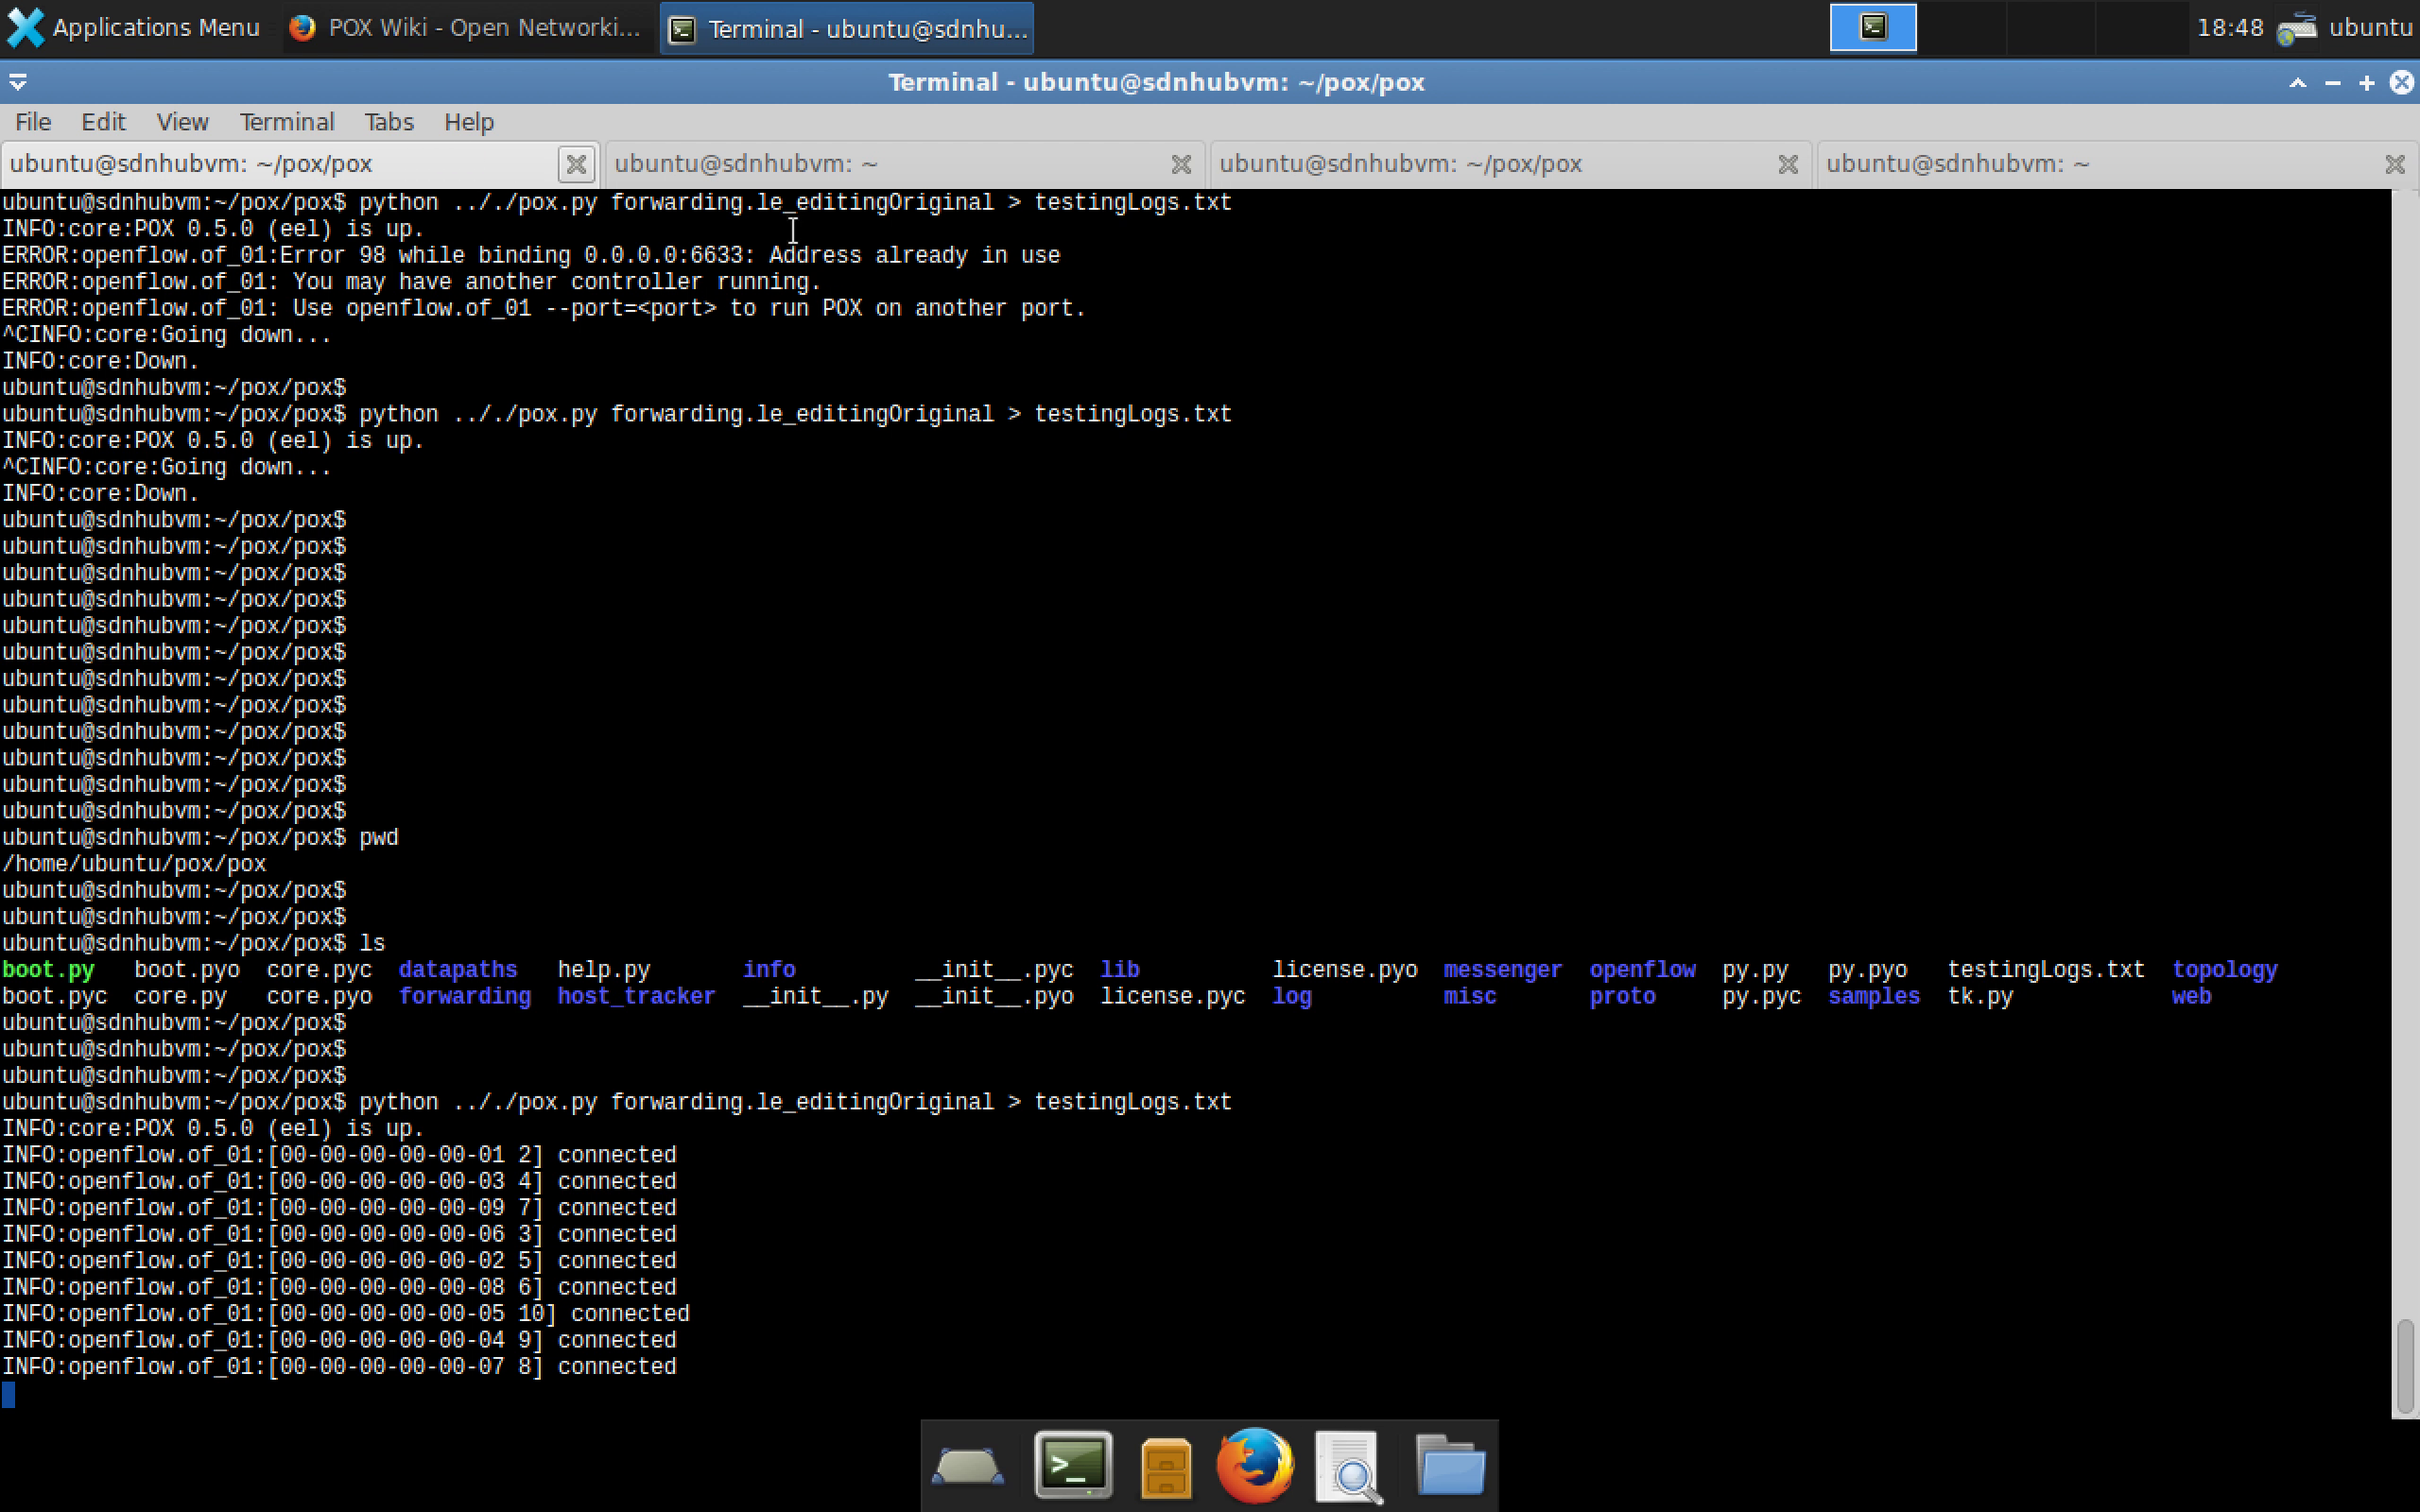 Applications Menu
POX Wiki - Open Networki...
Terminal - ubuntu@sdnhu...
18:48
ubuntu
Terminal - ubuntu@sdnhubvm: ~/pox/pox
File Edit View Terminal Tabs Help
ubuntu@sdnhubvm: ~/pox/pox
ubuntu@sdnhubvm: ~
ubuntu@sdnhubvm: ~/pox/pox
ubuntu@sdnhubvm: ~
ubuntu@sdnhubvm:~/pox/pox$ python .././pox.py forwarding.le_editingOriginal > testingLogs.txt
INFO:core:POX 0.5.0 (eel) is up.
ERROR:openflow.of_01:Error 98 while binding 0.0.0.0:6633: Address already in use
ERROR:openflow.of_01: You may have another controller running.
ERROR:openflow.of_01: Use openflow.of_01 --port=<port> to run POX on another port.
^CINFO:core:Going down...
INFO:core:Down.
ubuntu@sdnhubvm:~/pox/pox$
ubuntu@sdnhubvm:~/pox/pox$ python .././pox.py forwarding.le_editingOriginal > testingLogs.txt
INFO:core:POX 0.5.0 (eel) is up.
^CINFO:core:Going down...
INFO:core:Down.
ubuntu@sdnhubvm:~/pox/pox$
ubuntu@sdnhubvm:~/pox/pox$
ubuntu@sdnhubvm:~/pox/pox$
ubuntu@sdnhubvm:~/pox/pox$
ubuntu@sdnhubvm:~/pox/pox$
ubuntu@sdnhubvm:~/pox/pox$
ubuntu@sdnhubvm:~/pox/pox$
ubuntu@sdnhubvm:~/pox/pox$
ubuntu@sdnhubvm:~/pox/pox$
ubuntu@sdnhubvm:~/pox/pox$
ubuntu@sdnhubvm:~/pox/pox$
ubuntu@sdnhubvm:~/pox/pox$
ubuntu@sdnhubvm:~/pox/pox$ pwd
/home/ubuntu/pox/pox
ubuntu@sdnhubvm:~/pox/pox$
ubuntu@sdnhubvm:~/pox/pox$
ubuntu@sdnhubvm:~/pox/pox$ ls
boot.py boot.pyo core.pyc datapaths help.py info __init__.pyc lib license.pyo messenger openflow py.py py.pyo testingLogs.txt topology
boot.pyc core.py core.pyo forwarding host_tracker __init__.py __init__.pyo license.pyc log misc proto py.pyc samples tk.py web
ubuntu@sdnhubvm:~/pox/pox$
ubuntu@sdnhubvm:~/pox/pox$
ubuntu@sdnhubvm:~/pox/pox$
ubuntu@sdnhubvm:~/pox/pox$ python .././pox.py forwarding.le_editingOriginal > testingLogs.txt
INFO:core:POX 0.5.0 (eel) is up.
INFO:openflow.of_01:[00-00-00-00-00-01 2] connected
INFO:openflow.of_01:[00-00-00-00-00-03 4] connected
INFO:openflow.of_01:[00-00-00-00-00-09 7] connected
INFO:openflow.of_01:[00-00-00-00-00-06 3] connected
INFO:openflow.of_01:[00-00-00-00-00-02 5] connected
INFO:openflow.of_01:[00-00-00-00-00-08 6] connected
INFO:openflow.of_01:[00-00-00-00-00-05 10] connected
INFO:openflow.of_01:[00-00-00-00-00-04 9] connected
INFO:openflow.of_01:[00-00-00-00-00-07 8] connected